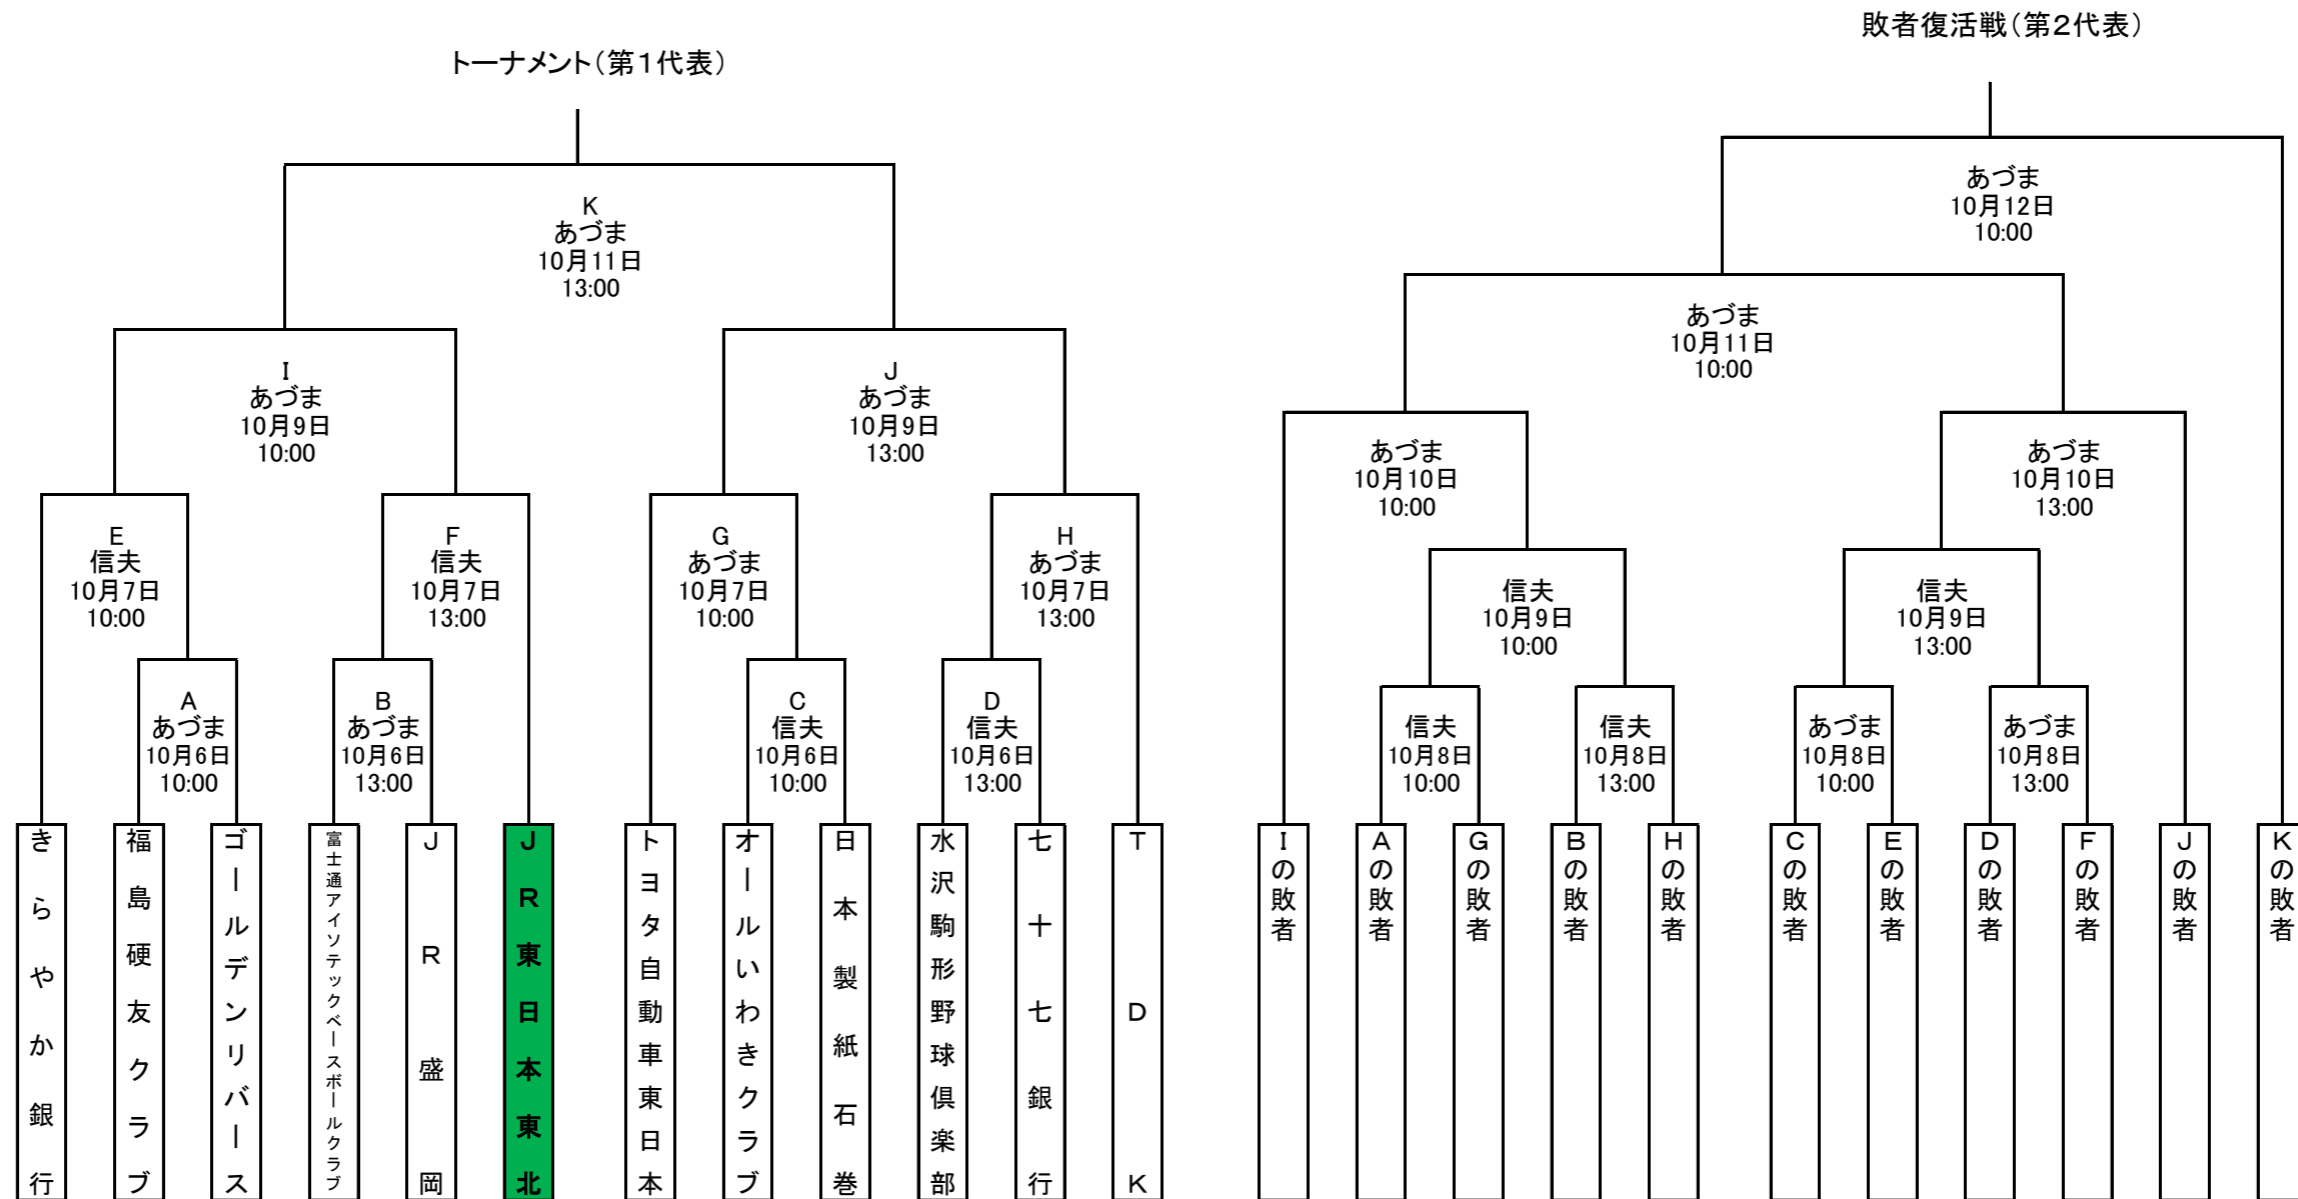 敗者復活戦(第2代表)
トーナメント(第1代表)
K
あづま
10月11日
13:00
I
あづま
10月9日
10:00
J
あづま
10月9日
13:00
E
信夫
10月7日
10:00
F
信夫
10月7日
13:00
G
あづま
10月7日
10:00
H
あづま
10月7日
13:00
A
あづま
10月6日
10:00
B
あづま
10月6日
13:00
C
信夫
10月6日
10:00
D
信夫
10月6日
13:00
きらやか銀行
福島硬友クラブ
ゴールデンリバース
富士通アイソテックベースボールクラブ
JR盛岡
JR東日本東北
トヨタ自動車東日本
オールいわきクラブ
日本製紙石巻
水沢駒形野球倶楽部
七十七銀行
TDK
あづま
10月12日
10:00
あづま
10月11日
10:00
あづま
10月10日
10:00
あづま
10月10日
13:00
信夫
10月9日
10:00
信夫
10月9日
13:00
信夫
10月8日
10:00
信夫
10月8日
13:00
あづま
10月8日
10:00
あづま
10月8日
13:00
Iの敗者
Aの敗者
Gの敗者
Bの敗者
Hの敗者
Cの敗者
Eの敗者
Dの敗者
Fの敗者
Jの敗者
Kの敗者